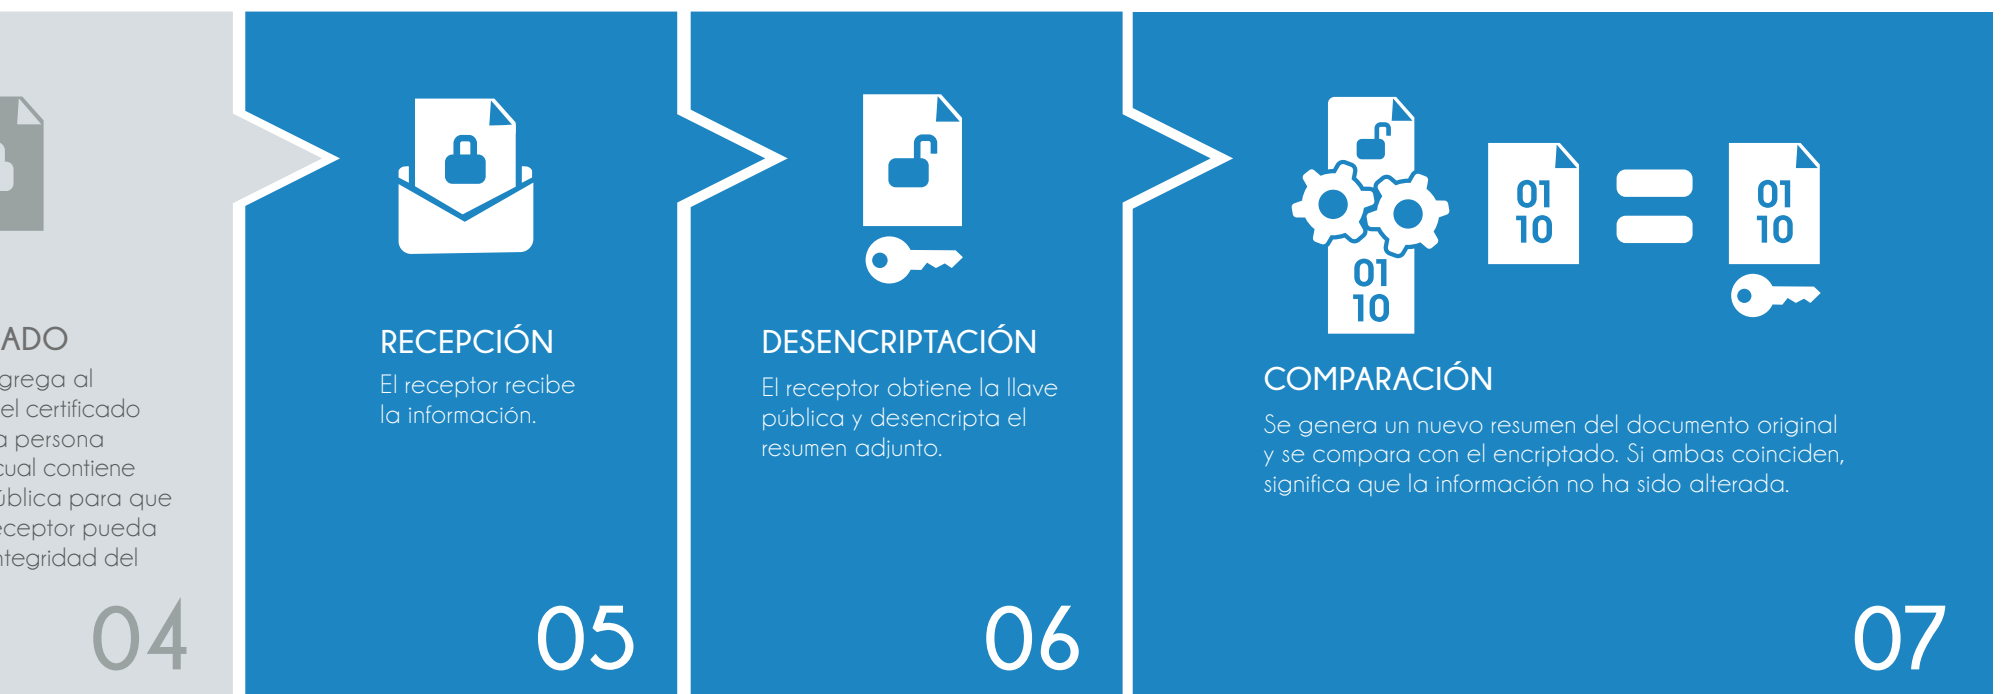 ADO
grega al
el certificado
a persona
cual contiene
ública para que
eceptor pueda
ntegridad del
04
RECEPCIÓN
El receptor recibe
la información.
05
DESENCRIPTACIÓN
El receptor obtiene la llave
pública y desencripta el
resumen adjunto.
06
01
10
01
10
01
10
COMPARACIÓN
Se genera un nuevo resumen del documento original
y se compara con el encriptado. Si ambas coinciden,
significa que la información no ha sido alterada.
07